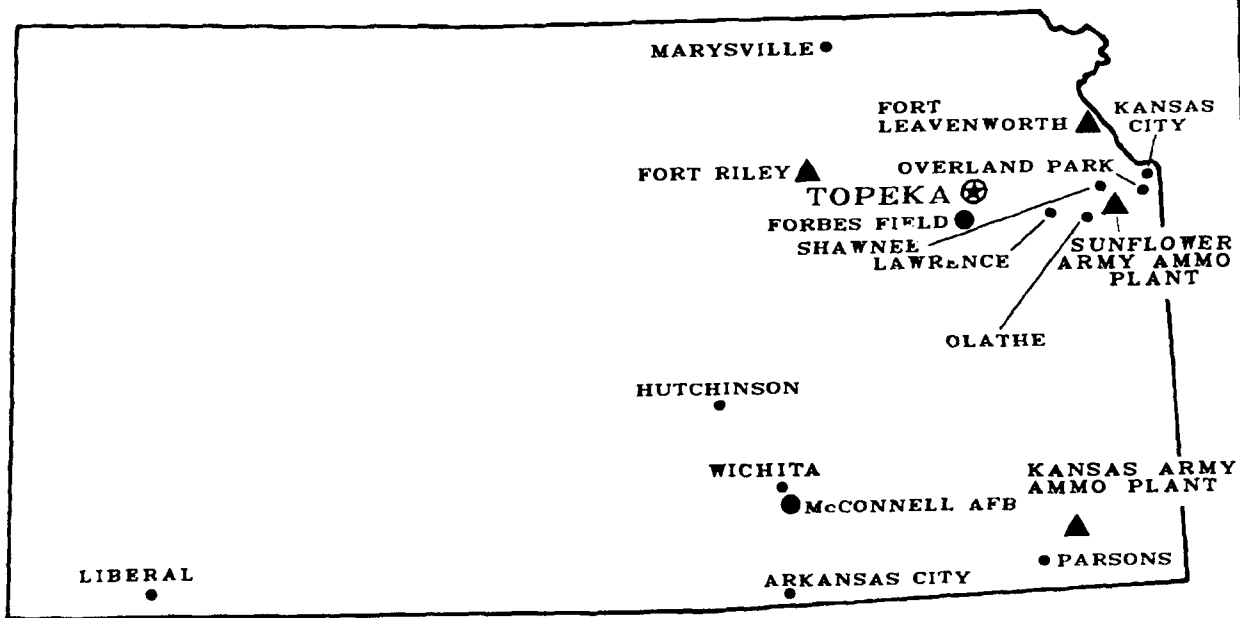 MARYSVILLE
FORT
LEAVENWORTH
KANSAS
CITY
FORT RILEY
OVERLAND PARK
TOPEKA
FORBES FIELD
SHAWNEE
LAWRENCE
SUNFLOWER
ARMY AMMO
PLANT
OLATHE
HUTCHINSON
WICHITA
McCONNELL AFB
KANSAS ARMY
AMMO PLANT
PARSONS
LIBERAL
ARKANSAS CITY